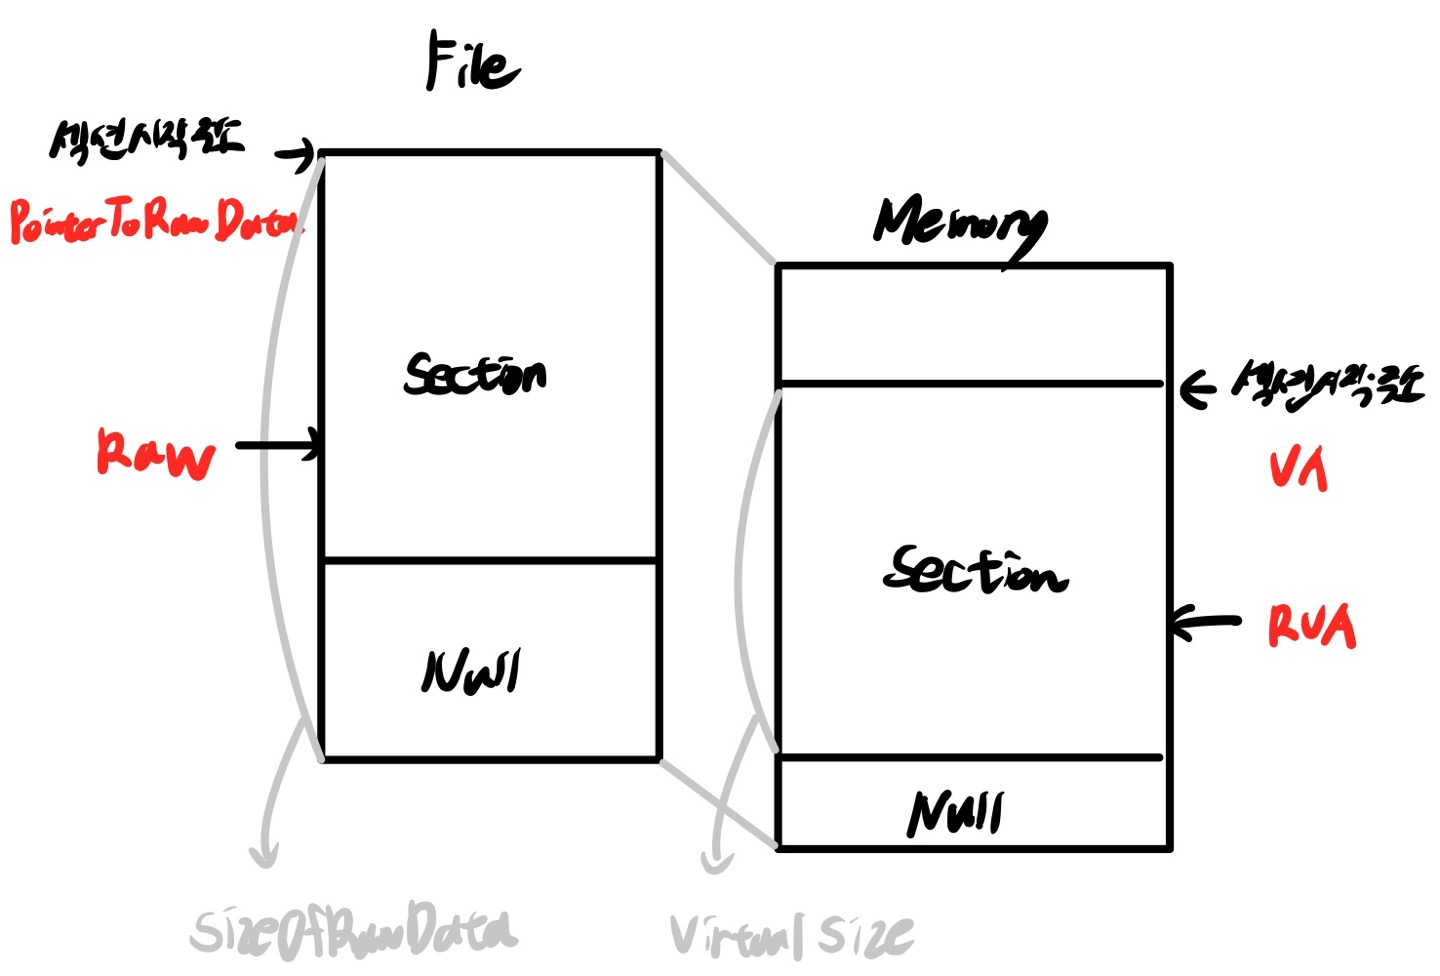 File
섹션시작주소
PointerToRawData
Section
Raw
Null
SizeOfRawData
Memory
섹션시작주소
VA
Section
RVA
Null
Virtual Size